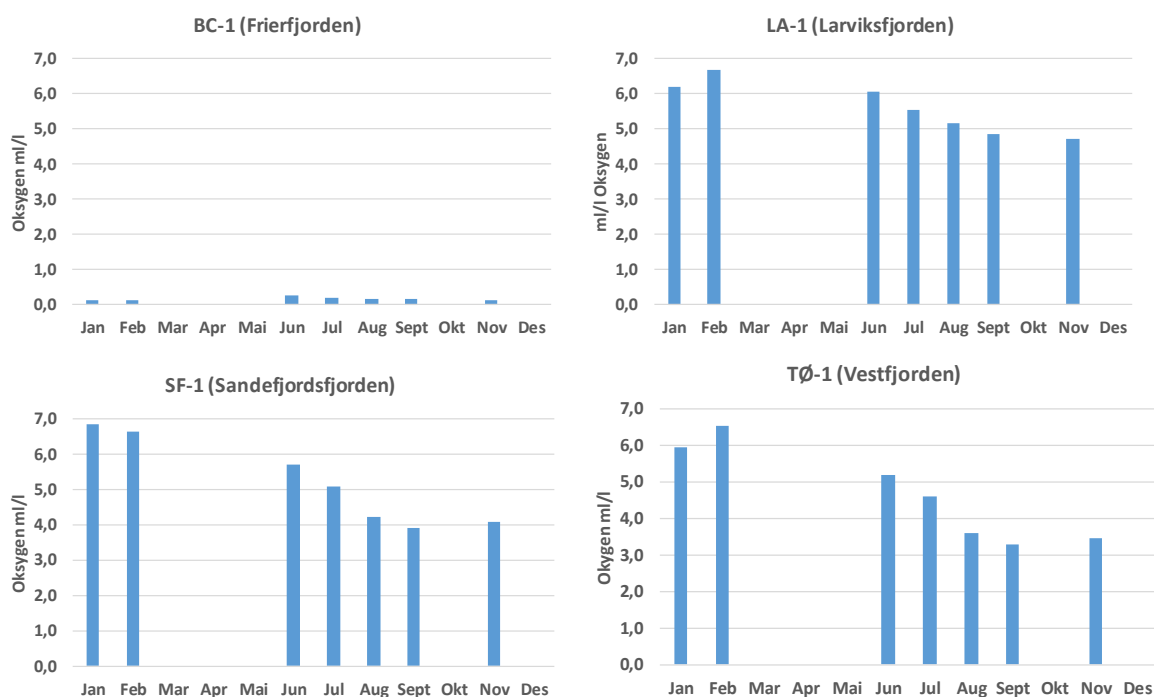 BC-1 (Frierfjorden)
Oksygen ml/l
7,0
6,0
5,0
4,0
3,0
2,0
1,0
0,0
Jan Feb Mar Apr Mai Jun Jul Aug Sept Okt Nov Des
LA-1 (Larviksfjorden)
ml/l Oksygen
7,0
6,0
5,0
4,0
3,0
2,0
1,0
0,0
Jan Feb Mar Apr Mai Jun Jul Aug Sept Okt Nov Des
SF-1 (Sandefjordsfjorden)
Oksygen ml/l
7,0
6,0
5,0
4,0
3,0
2,0
1,0
0,0
Jan Feb Mar Apr Mai Jun Jul Aug Sept Okt Nov Des
TØ-1 (Vestfjorden)
Okygen ml/l
7,0
6,0
5,0
4,0
3,0
2,0
1,0
0,0
Jan Feb Mar Apr Mai Jun Jul Aug Sept Okt Nov Des